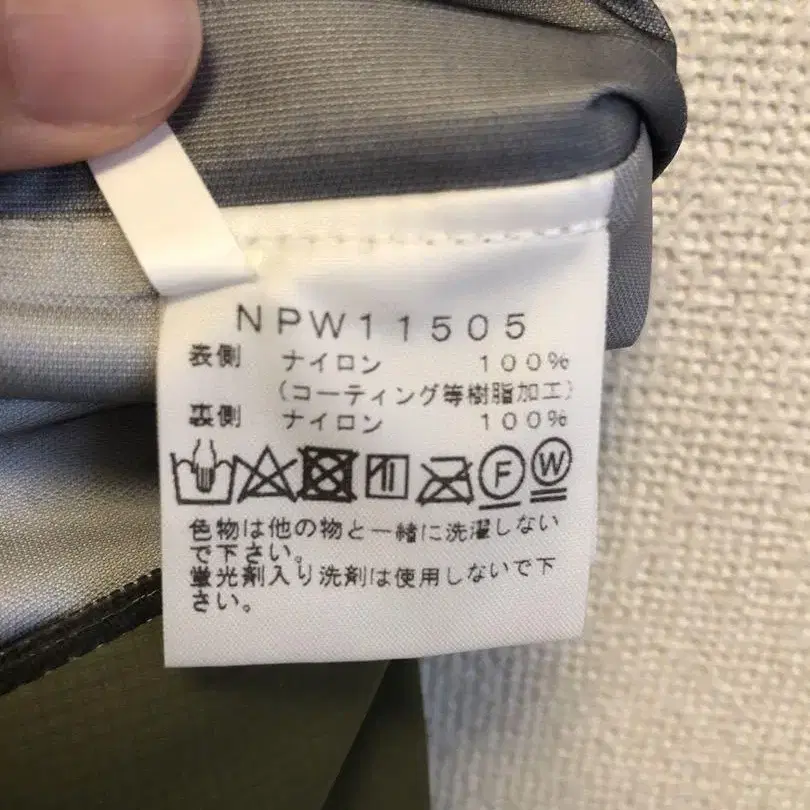 NPW11505
表側 ナイロン 100%
(コーティング等樹脂加工)
裏側 ナイロン 100%
F W
色物は他の物と一緒に洗濯しない
で下さい。
蛍光剤入り洗剤は使用しないで下
さい。